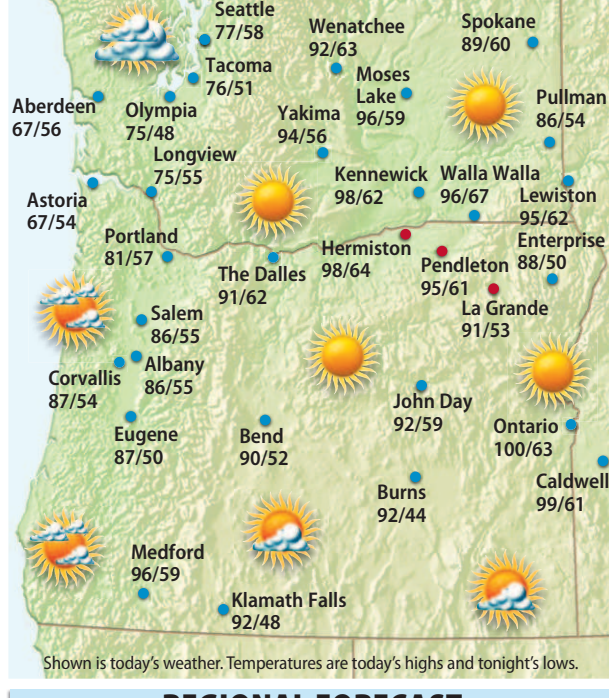 Seattle
77/58
Wenatchee
92/63
Spokane
89/60
Tacoma
76/51
Moses
Lake
96/59
Aberdeen
67/56
Olympia
75/48
Yakima
94/56
Pullman
86/54
Longview
75/55
Kennewick
98/62
Walla Walla
96/67
Lewiston
95/62
Astoria
67/54
Portland
81/57
The Dalles
91/62
Hermiston
98/64
Pendleton
95/61
Enterprise
88/50
La Grande
91/53
Salem
86/55
Albany
86/55
Corvallis
87/54
Eugene
87/50
Bend
90/52
John Day
92/59
Ontario
100/63
Caldwell
99/61
Burns
92/44
Medford
96/59
Klamath Falls
92/48
Shown is today's weather. Temperatures are today's highs and tonight's lows.
REGIONAL FORECAST